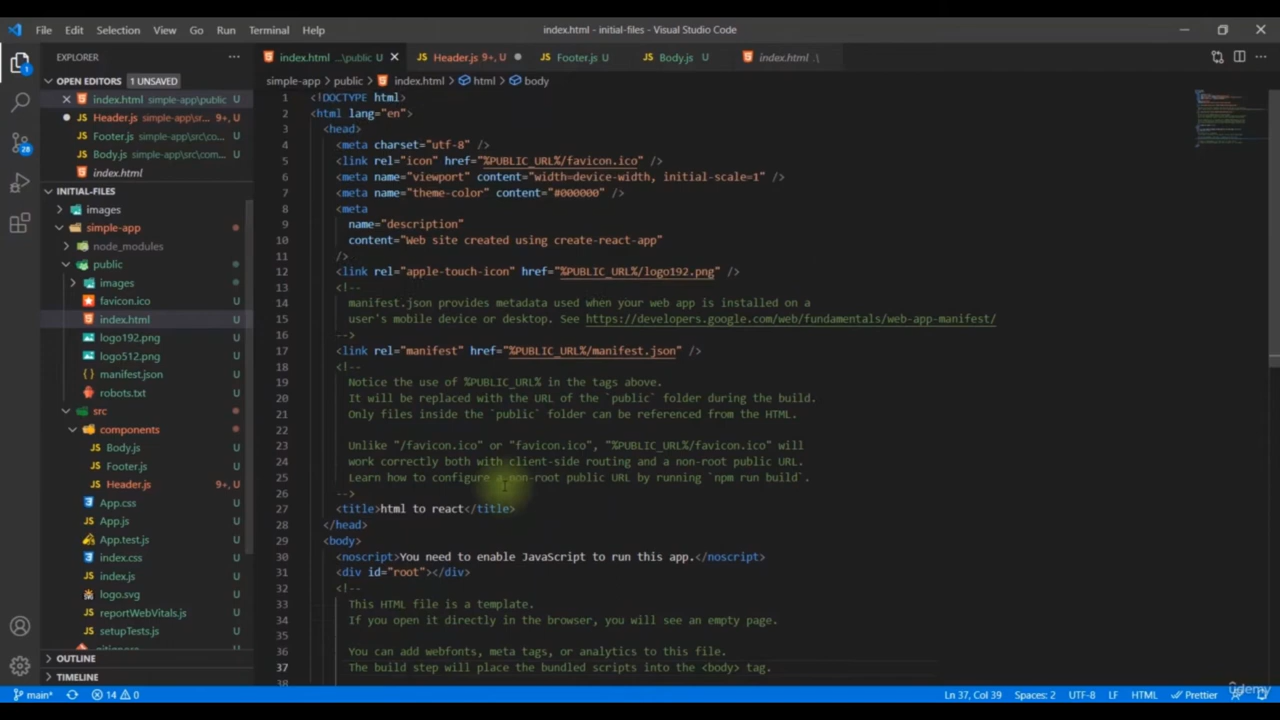 File Edit Selection View Go Run Terminal Help
index.html - initial-files - Visual Studio Code
EXPLORER
OPEN EDITORS 1 UNSAVED
index.html simple-app\public U
Header.js simple-app\sr... 9+, U
Footer.js simple-app\src\co... U
Body.js simple-app\src\com... U
index.html
INITIAL-FILES
images
simple-app
node_modules
public
images
favicon.ico U
index.html U
logo192.png U
logo512.png U
manifest.json U
robots.txt U
src
components
Body.js U
Footer.js U
Header.js 9+, U
App.css U
App.js U
App.test.js U
index.css U
index.js U
logo.svg U
reportWebVitals.js U
setupTests.js U
OUTLINE
TIMELINE
index.html ...\public U
Header.js 9+, U
Footer.js U
Body.js U
index.html .\
simple-app > public > index.html > html > body
1 <!DOCTYPE html>
2 <html lang="en">
3 <head>
4 <meta charset="utf-8" />
5 <link rel="icon" href="%PUBLIC_URL%/favicon.ico" />
6 <meta name="viewport" content="width=device-width, initial-scale=1" />
7 <meta name="theme-color" content="#000000" />
8 <meta
9 name="description"
10 content="Web site created using create-react-app"
11 />
12 <link rel="apple-touch-icon" href="%PUBLIC_URL%/logo192.png" />
13 <!--
14 manifest.json provides metadata used when your web app is installed on a
15 user's mobile device or desktop. See https://developers.google.com/web/fundamentals/web-app-manifest/
16 -->
17 <link rel="manifest" href="%PUBLIC_URL%/manifest.json" />
18 <!--
19 Notice the use of %PUBLIC_URL% in the tags above.
20 It will be replaced with the URL of the `public` folder during the build.
21 Only files inside the `public` folder can be referenced from the HTML.
22
23 Unlike "/favicon.ico" or "favicon.ico", "%PUBLIC_URL%/favicon.ico" will
24 work correctly both with client-side routing and a non-root public URL.
25 Learn how to configure a non-root public URL by running `npm run build`.
26 -->
27 <title>html to react</title>
28 </head>
29 <body>
30 <noscript>You need to enable JavaScript to run this app.</noscript>
31 <div id="root"></div>
32 <!--
33 This HTML file is a template.
34 If you open it directly in the browser, you will see an empty page.
35
36 You can add webfonts, meta tags, or analytics to this file.
37 The build step will place the bundled scripts into the <body> tag.
38
main* 14 0
Ln 37, Col 39 Spaces: 2 UTF-8 LF HTML Prettier
udemy